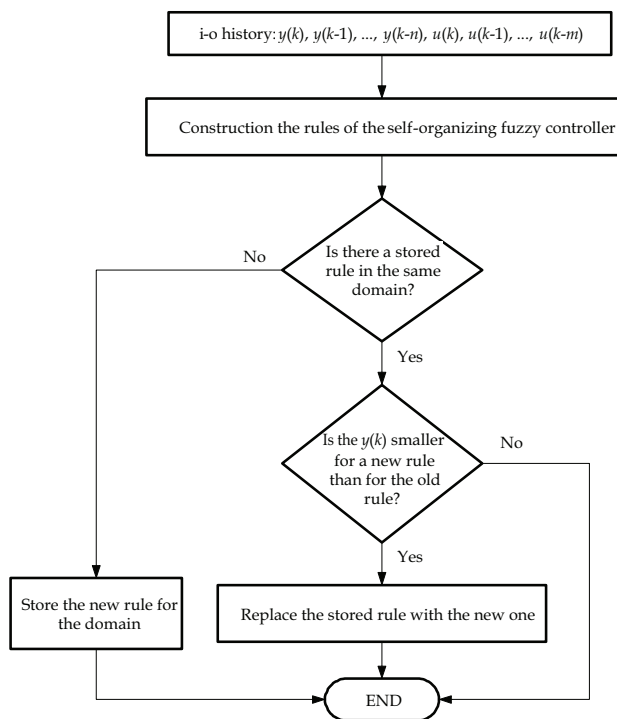 i-o history: y(k), y(k-1), ..., y(k-n), u(k), u(k-1), ..., u(k-m)
Construction the rules of the self-organizing fuzzy controller
Is there a stored
rule in the same
domain?
No
Yes
Is the y(k) smaller
for a new rule
than for the old
rule?
No
Yes
Store the new rule for
the domain
Replace the stored rule with the new one
END